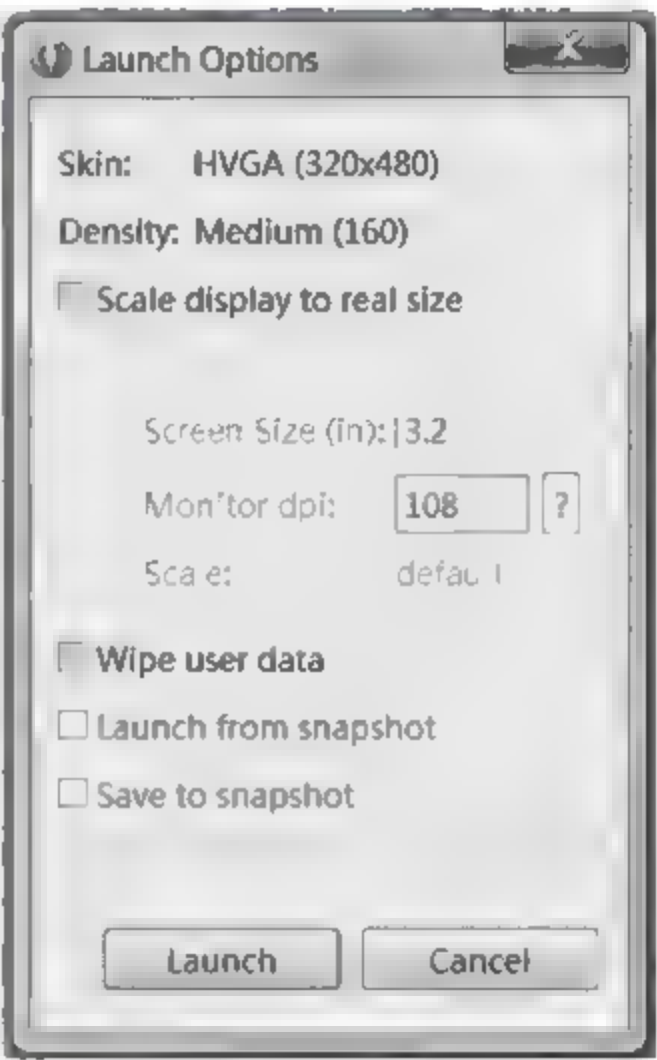 Launch Options
Skin: HVGA (320x480)
Density: Medium (160)
Scale display to real size
Screen Size (in): 3.2
Monitor dpi: 108 ?
Scale: default
Wipe user data
Launch from snapshot
Save to snapshot
Launch Cancel